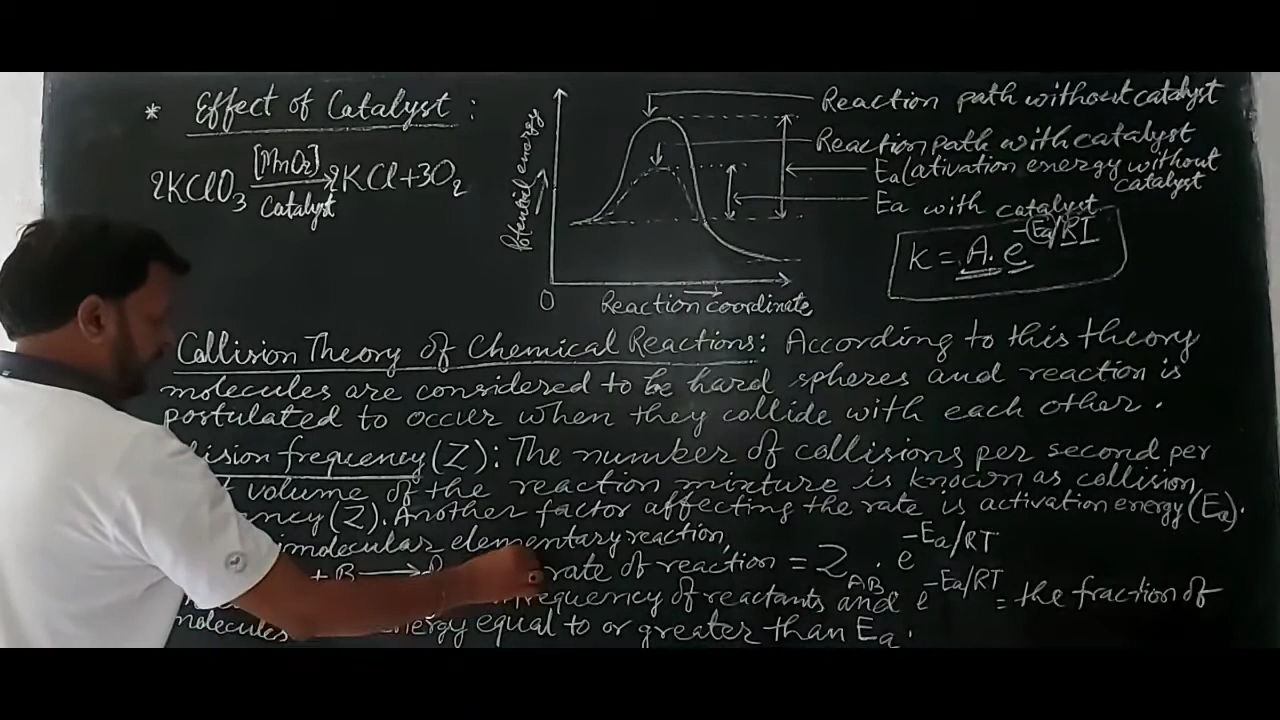 * Effect of Catalyst :
2KClO3 [MnO2] Catalyst 2KCl+3O2
Potential energy
O
Reaction coordinate
Reaction path without catalyst
Reaction path with catalyst
Ea(ativation energy without
catalyst
Ea with catalyst
K = A. e -(Ea/RT
Collision Theory of Chemical Reactions: According to this theory
molecules are considered to be hard spheres and reaction is
postulated to occur when they collide with each other.
frequency (Z): The number of collisions per second per
volume of the reaction mixture is known as collision
(Z). Another factor affecting the rate is activation energy (Ea).
elementary reaction,
+ B → rate of reaction = ZAB. e -Ea/RT
frequency of reactants and e -Ea/RT = the fraction of
molecules energy equal to or greater than Ea.